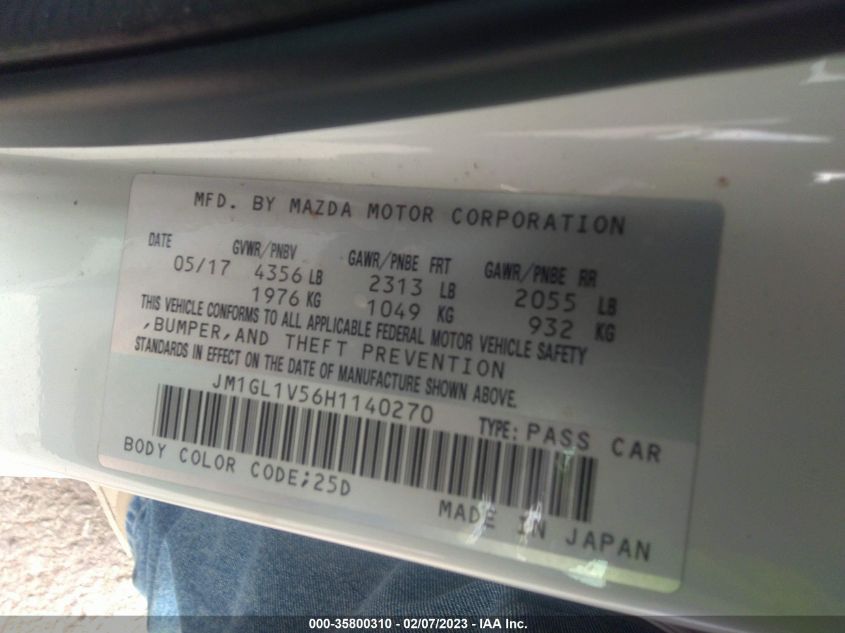 MFD. BY MAZDA MOTOR CORPORATION
DATE GVWR/PNBV GAWR/PNBE FRT GAWR/PNBE RR
05/17 4356 LB 2313 LB 2055 LB
1976 KG 1049 KG 932 KG
THIS VEHICLE CONFORMS TO ALL APPLICABLE FEDERAL MOTOR VEHICLE SAFETY
,BUMPER,AND THEFT PREVENTION
STANDARDS IN EFFECT ON THE DATE OF MANUFACTURE SHOWN ABOVE.
JM1GL1V56H1140270 TYPE: PASS CAR
BODY COLOR CODE;25D
MADE IN JAPAN
000-35800310 - 02/07/2023 - IAA Inc.